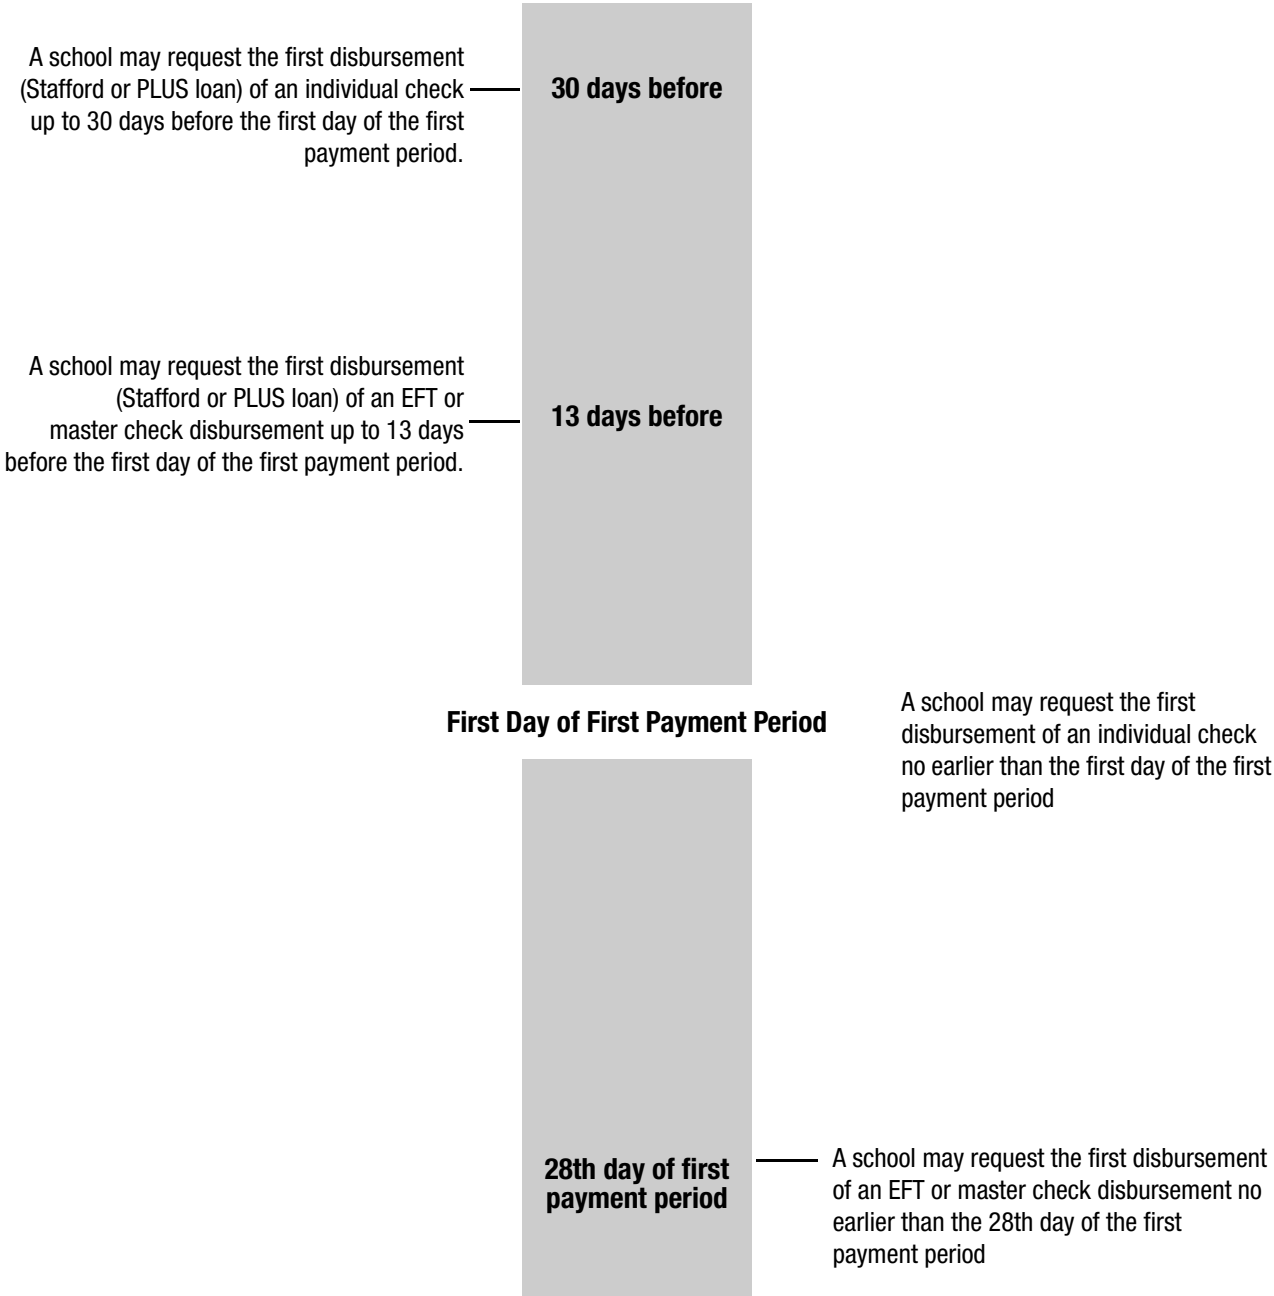 A school may request the first disbursement
(Stafford or PLUS loan) of an individual check
up to 30 days before the first day of the first
payment period.
30 days before
A school may request the first disbursement
(Stafford or PLUS loan) of an EFT or
master check disbursement up to 13 days
before the first day of the first payment period.
13 days before
First Day of First Payment Period
A school may request the first
disbursement of an individual check
no earlier than the first day of the first
payment period
28th day of first
payment period
A school may request the first disbursement
of an EFT or master check disbursement no
earlier than the 28th day of the first
payment period